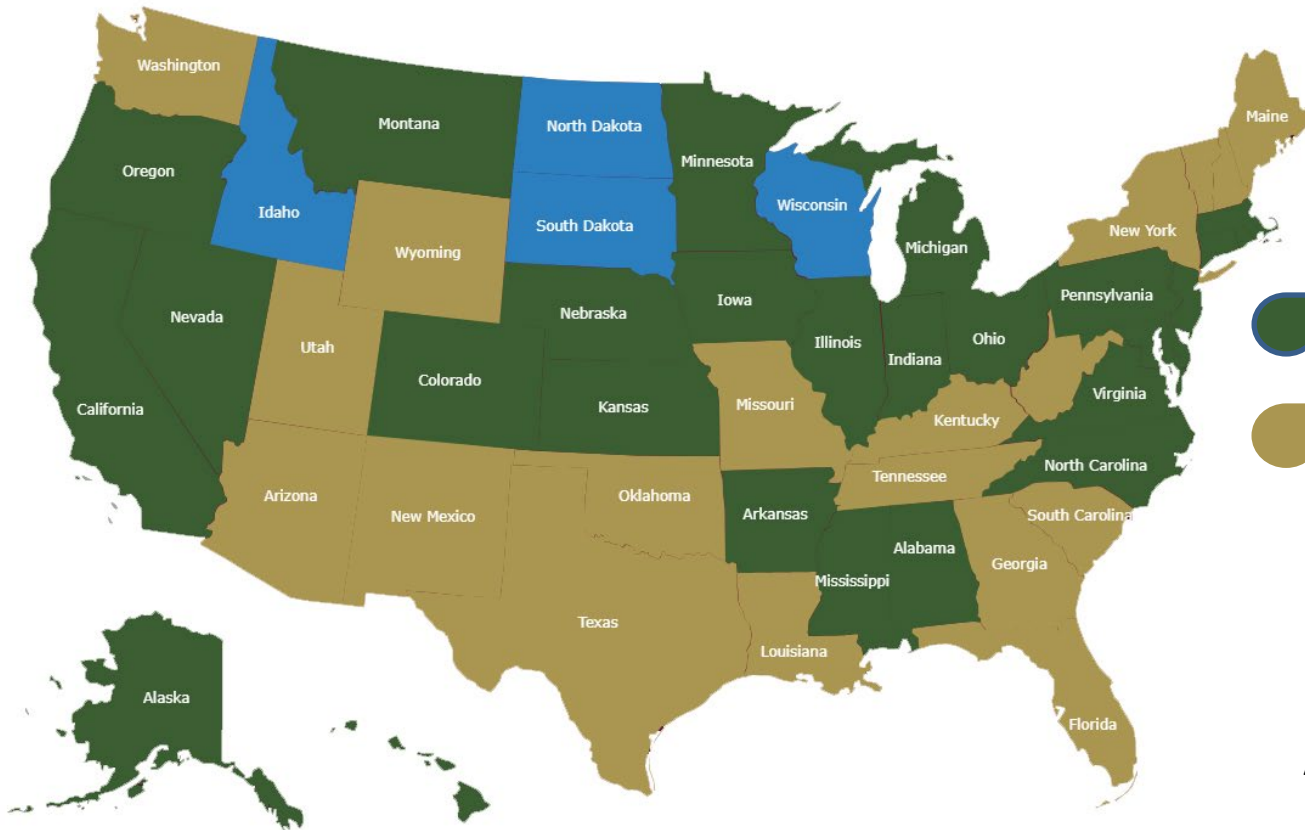 Washington
Maine
Montana
North Dakota
Minnesota
Oregon
Wisconsin
Idaho
South Dakota
New York
Michigan
Wyoming
Pennsylvania
Iowa
Nebraska
Nevada
Ohio
Illinois
Utah
Indiana
Colorado
Virginia
Missouri
Kansas
California
Kentucky
North Carolina
Tennessee
Arizona
Oklahoma
Arkansas
New Mexico
South Carolina
Alabama
Georgia
Mississippi
Texas
Louisiana
Alaska
Florida